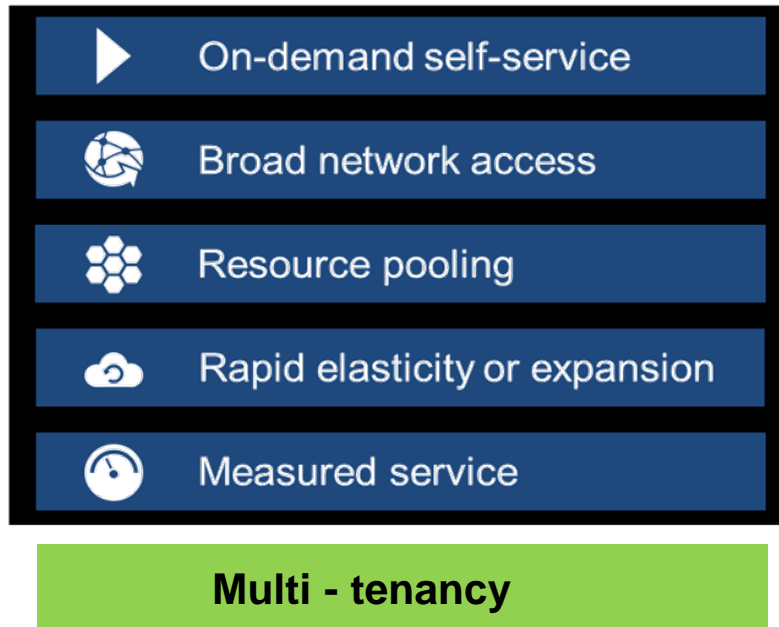 On-demand self-service
Broad network access
Resource pooling
Rapid elasticity or expansion
Measured service
Multi - tenancy